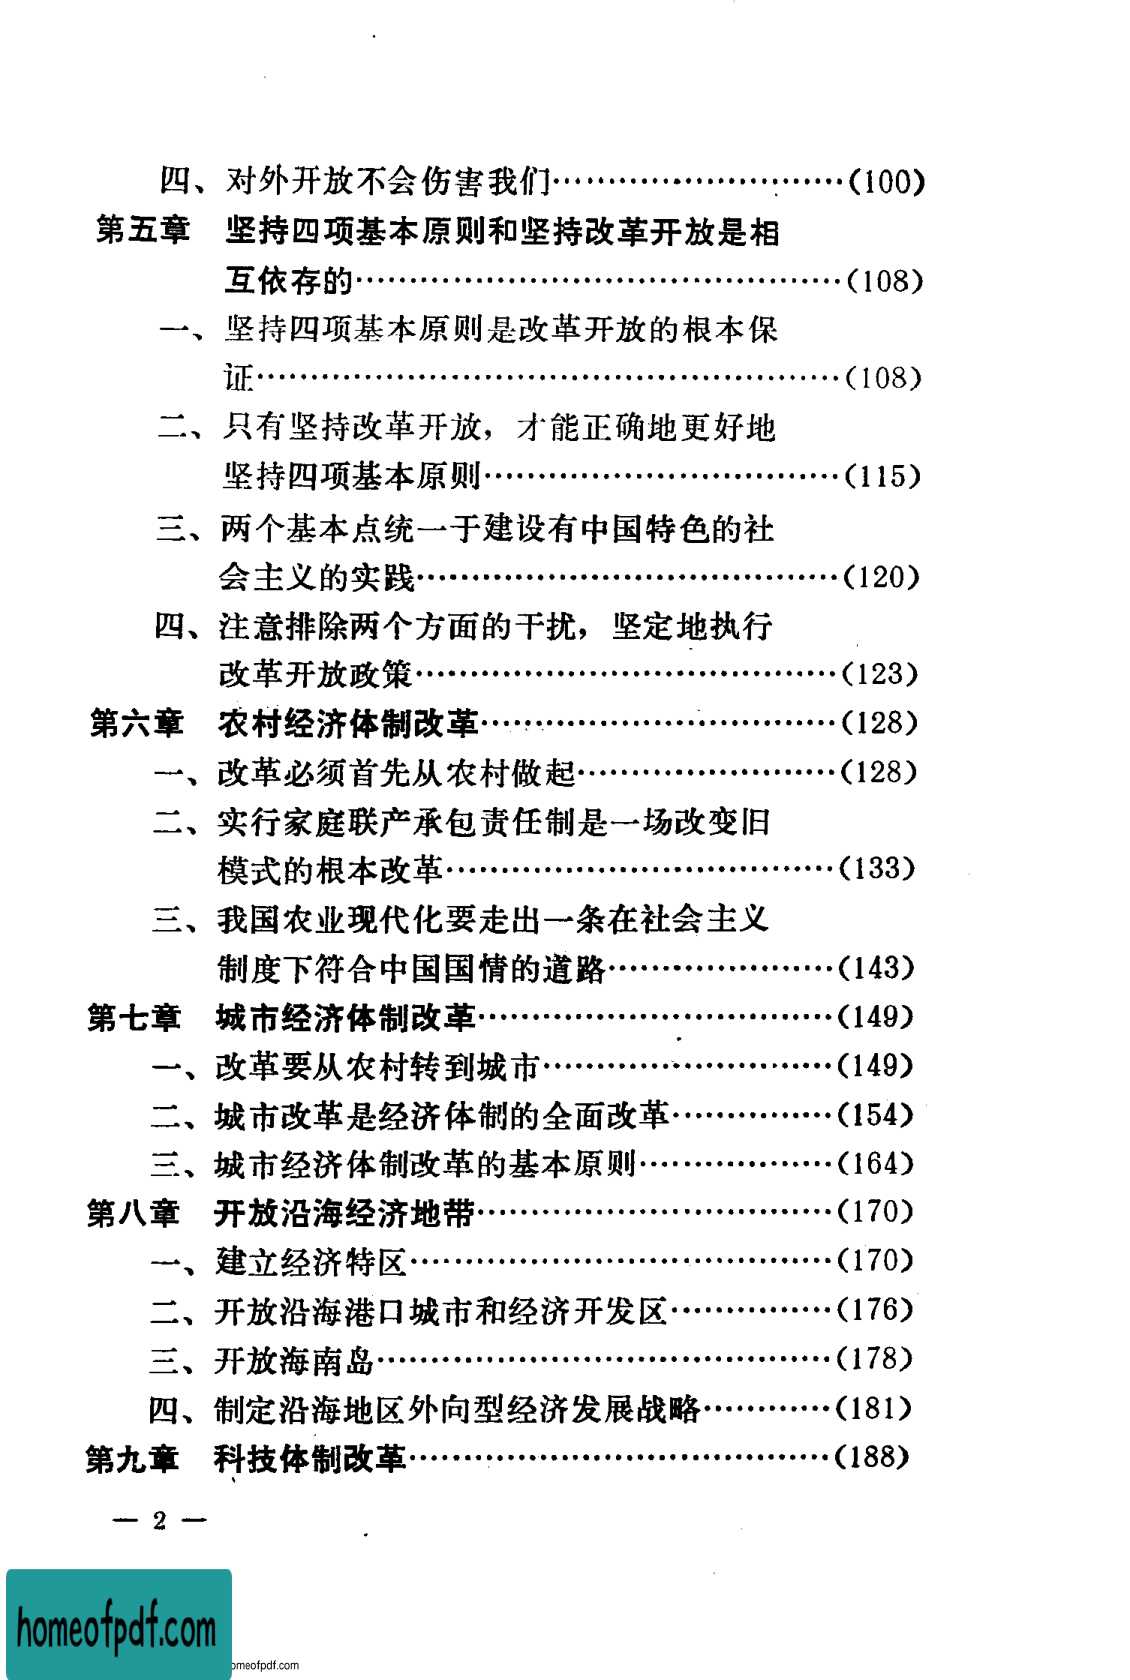 四、对外开放不会伤害我们…………………………(100)
第五章 坚持四项基本原则和坚持改革开放是相
互依存的…………………………………………(108)
一、坚持四项基本原则是改革开放的根本保
证……………………………………………………(108)
二、只有坚持改革开放，才能正确地更好地
坚持四项基本原则………………………………(115)
三、两个基本点统一于建设有中国特色的社
会主义的实践……………………………………(120)
四、注意排除两个方面的干扰，坚定地执行
改革开放政策……………………………………(123)
第六章 农村经济体制改革………………………………(128)
一、改革必须首先从农村做起………………………(128)
二、实行家庭联产承包责任制是一场改变旧
模式的根本改革…………………………………(133)
三、我国农业现代化要走出一条在社会主义
制度下符合中国国情的道路……………………(143)
第七章 城市经济体制改革………………………………(149)
一、改革要从农村转到城市…………………………(149)
二、城市改革是经济体制的全面改革……………(154)
三、城市经济体制改革的基本原则………………(164)
第八章 开放沿海经济地带………………………………(170)
一、建立经济特区……………………………………(170)
二、开放沿海港口城市和经济开发区……………(176)
三、开放海南岛………………………………………(178)
四、制定沿海地区外向型经济发展战略…………(181)
第九章 科技体制改革……………………………………(188)
— 2 —
homeofpdf.com
omeofpdf.com